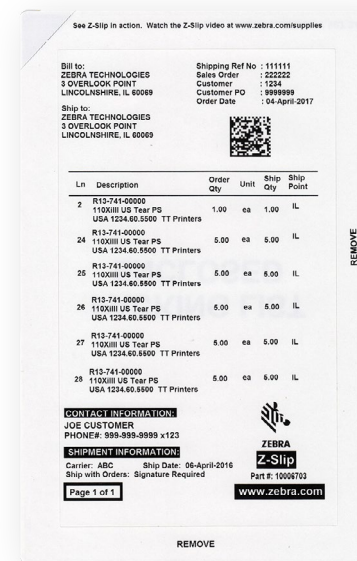 See Z-Slip in action. Watch the Z-Slip video at www.zebra.com/supplies
Bill to:
ZEBRA TECHNOLOGIES
3 OVERLOOK POINT
LINCOLNSHIRE, IL 60069
Ship to:
ZEBRA TECHNOLOGIES
3 OVERLOOK POINT
LINCOLNSHIRE, IL 60069
Shipping Ref No : 111111
Sales Order : 222222
Customer : 1234
Customer PO : 9999999
Order Date : 04-April-2017
Ln Description Order Qty Unit Ship Qty Ship Point
2 R13-741-00000 1.00 ea 1.00 IL
110XiIII US Tear PS
USA 1234.60.5500 TT Printers
24 R13-741-00000 5.00 ea 5.00 IL
110XiIII US Tear PS
USA 1234.60.5500 TT Printers
25 R13-741-00000 5.00 ea 5.00 IL
110XiIII US Tear PS
USA 1234.60.5500 TT Printers
26 R13-741-00000 5.00 ea 5.00 IL
110XiIII US Tear PS
USA 1234.60.5500 TT Printers
27 R13-741-00000 5.00 ea 5.00 IL
110XiIII US Tear PS
USA 1234.60.5500 TT Printers
28 R13-741-00000 5.00 ea 5.00 IL
110XiIII US Tear PS
USA 1234.60.5500 TT Printers
CONTACT INFORMATION:
JOE CUSTOMER
PHONE#: 999-999-9999 x123
SHIPMENT INFORMATION:
Carrier: ABC Ship Date: 06-April-2016
Ship with Orders: Signature Required
Page 1 of 1
ZEBRA
Z-Slip
Part #: 10006703
www.zebra.com
REMOVE
REMOVE